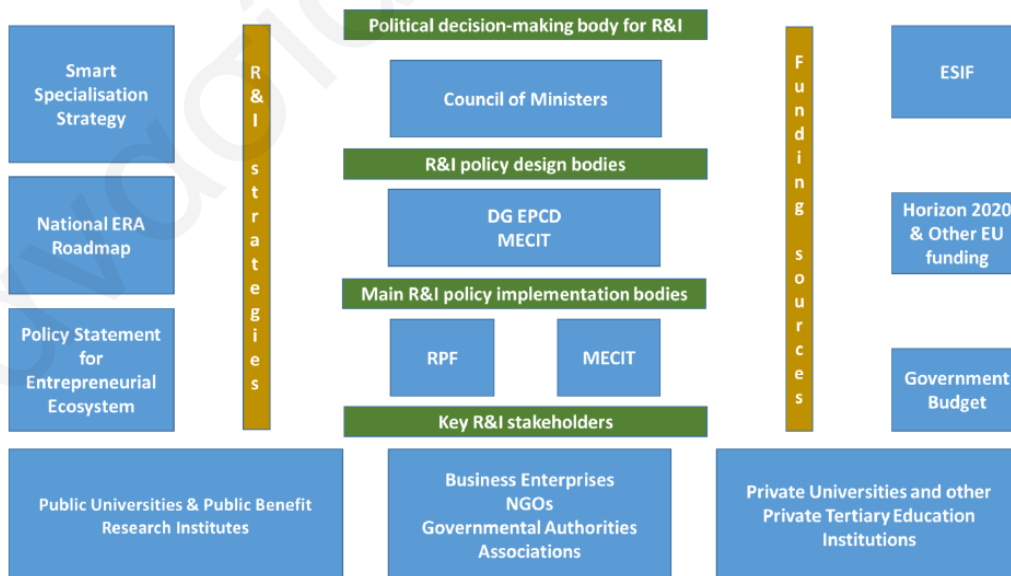 Political decision-making body for R&I
Smart
Specialisation
Strategy
National ERA
Roadmap
Policy Statement
for
Entrepreneurial
Ecosystem
R&I strategies
Council of Ministers
R&I policy design bodies
DG EPCD
MECIT
Main R&I policy implementation bodies
RPF
MECIT
Key R&I stakeholders
Funding sources
ESIF
Horizon 2020
& Other EU
funding
Government
Budget
Public Universities & Public Benefit
Research Institutes
Business Enterprises
NGOs
Governmental Authorities
Associations
Private Universities and other
Private Tertiary Education
Institutions